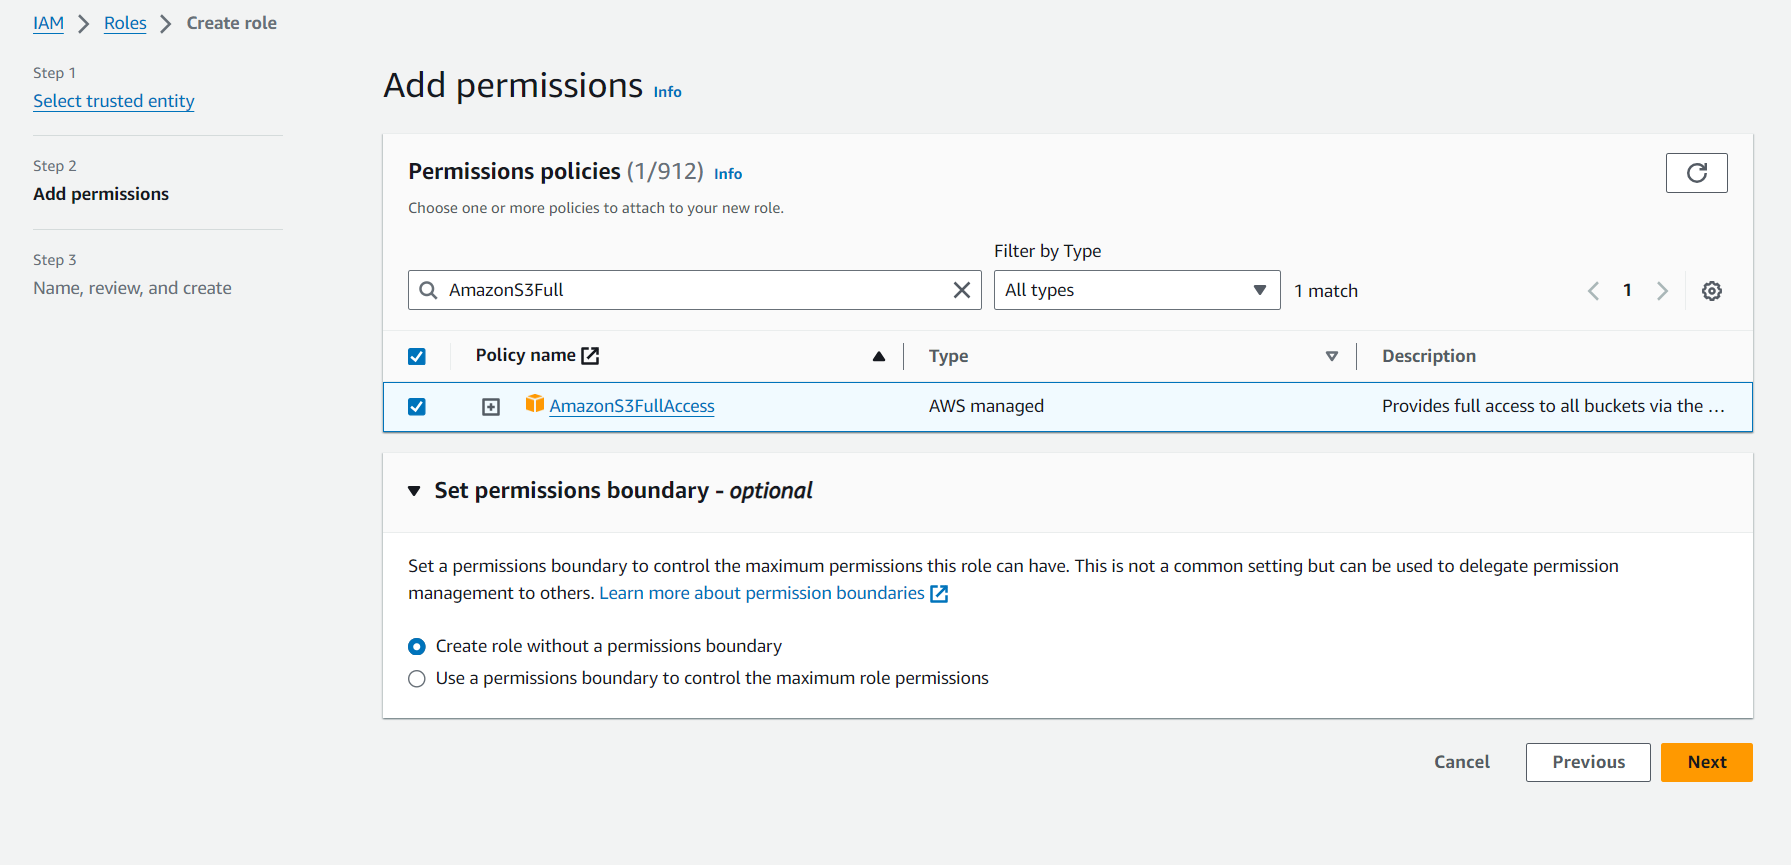 IAM > Roles > Create role
Step 1
Select trusted entity
Step 2
Add permissions
Step 3
Name, review, and create
Add permissions Info
Permissions policies (1/912) Info
Choose one or more policies to attach to your new role.
Filter by Type
AmazonS3Full All types 1 match 1
Policy name Type Description
AmazonS3FullAccess AWS managed Provides full access to all buckets via the ...
Set permissions boundary - optional
Set a permissions boundary to control the maximum permissions this role can have. This is not a common setting but can be used to delegate permission
management to others. Learn more about permission boundaries
Create role without a permissions boundary
Use a permissions boundary to control the maximum role permissions
Cancel Previous Next